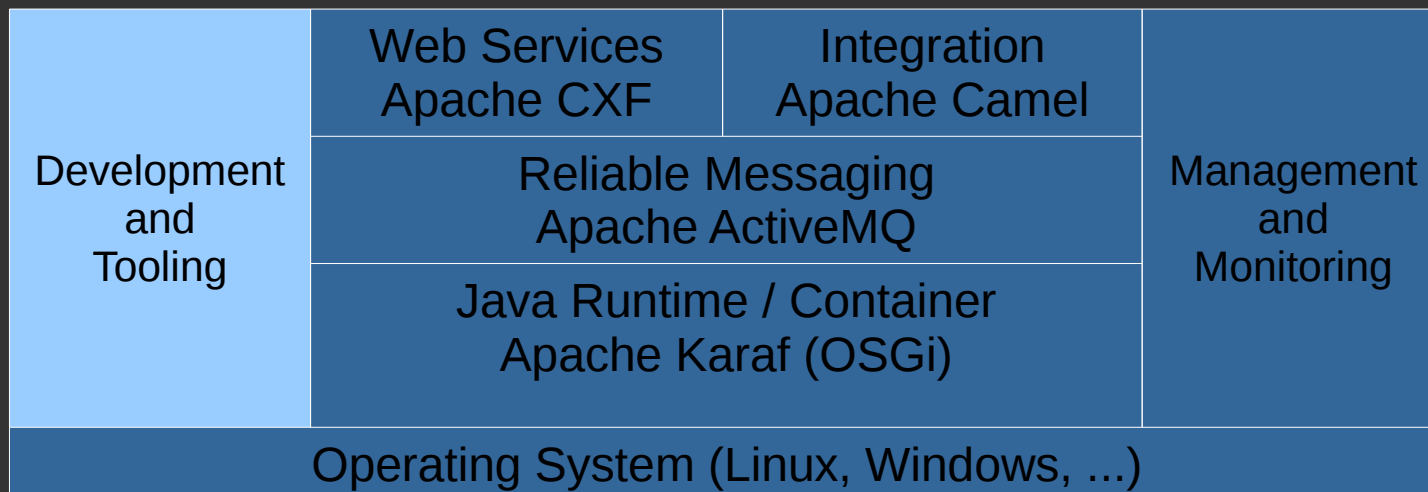 Development
and
Tooling
Web Services
Apache CXF
Integration
Apache Camel
Reliable Messaging
Apache ActiveMQ
Java Runtime / Container
Apache Karaf (OSGi)
Management
and
Monitoring
Operating System (Linux, Windows, ...)